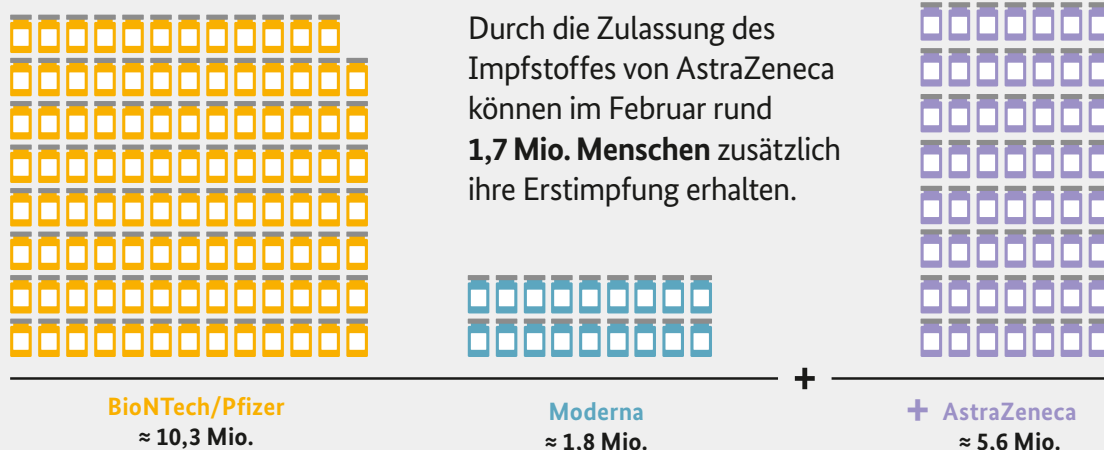 Durch die Zulassung des
Impfstoffes von AstraZeneca
können im Februar rund
1,7 Mio. Menschen zusätzlich
ihre Erstimpfung erhalten.
+
BioNTech/Pfizer
≈ 10,3 Mio.
Moderna
≈ 1,8 Mio.
+ AstraZeneca
≈ 5,6 Mio.